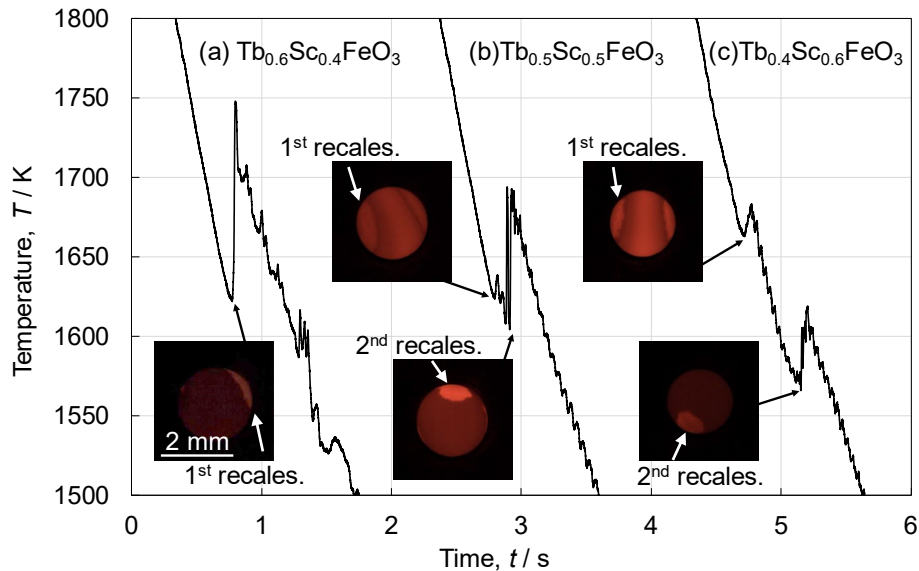 1800
1750
1700
1650
1600
1550
1500
Temperature, T / K
(a) Tb0.6Sc0.4FeO3
(b)Tb0.5Sc0.5FeO3
(c)Tb0.4Sc0.6FeO3
1st recales.
1st recales.
2nd recales.
2 mm
1st recales.
2nd recales.
0 1 2 3 4 5 6
Time, t / s